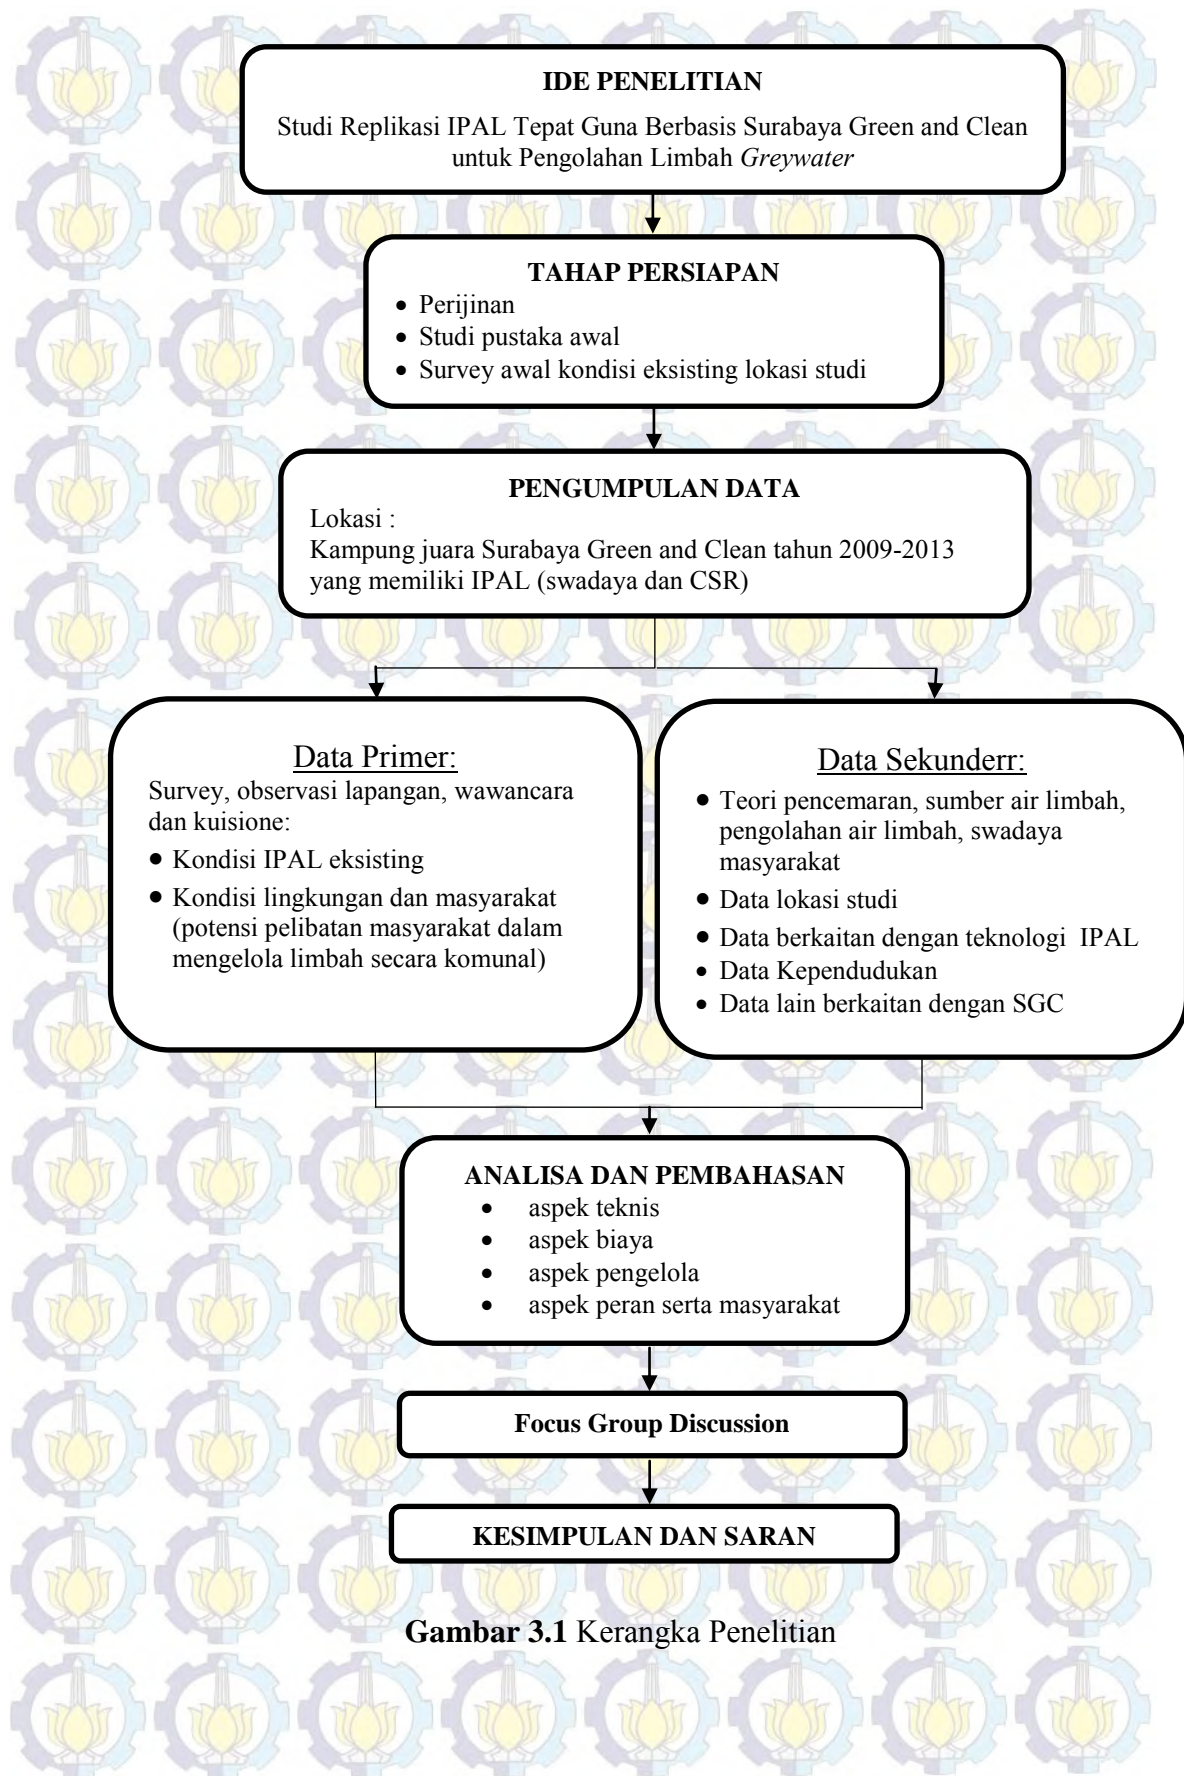 IDE PENELITIAN
Studi Replikasi IPAL Tepat Guna Berbasis Surabaya Green and Clean
untuk Pengolahan Limbah Greywater
TAHAP PERSIAPAN
• Perijinan
• Studi pustaka awal
• Survey awal kondisi eksisting lokasi studi
PENGUMPULAN DATA
Lokasi :
Kampung juara Surabaya Green and Clean tahun 2009-2013
yang memiliki IPAL (swadaya dan CSR)
Data Primer:
Survey, observasi lapangan, wawancara
dan kuisione:
• Kondisi IPAL eksisting
• Kondisi lingkungan dan masyarakat
(potensi pelibatan masyarakat dalam
mengelola limbah secara komunal)
Data Sekunderr:
• Teori pencemaran, sumber air limbah,
pengolahan air limbah, swadaya
masyarakat
• Data lokasi studi
• Data berkaitan dengan teknologi IPAL
• Data Kependudukan
• Data lain berkaitan dengan SGC
ANALISA DAN PEMBAHASAN
• aspek teknis
• aspek biaya
• aspek pengelola
• aspek peran serta masyarakat
Focus Group Discussion
KESIMPULAN DAN SARAN
Gambar 3.1 Kerangka Penelitian